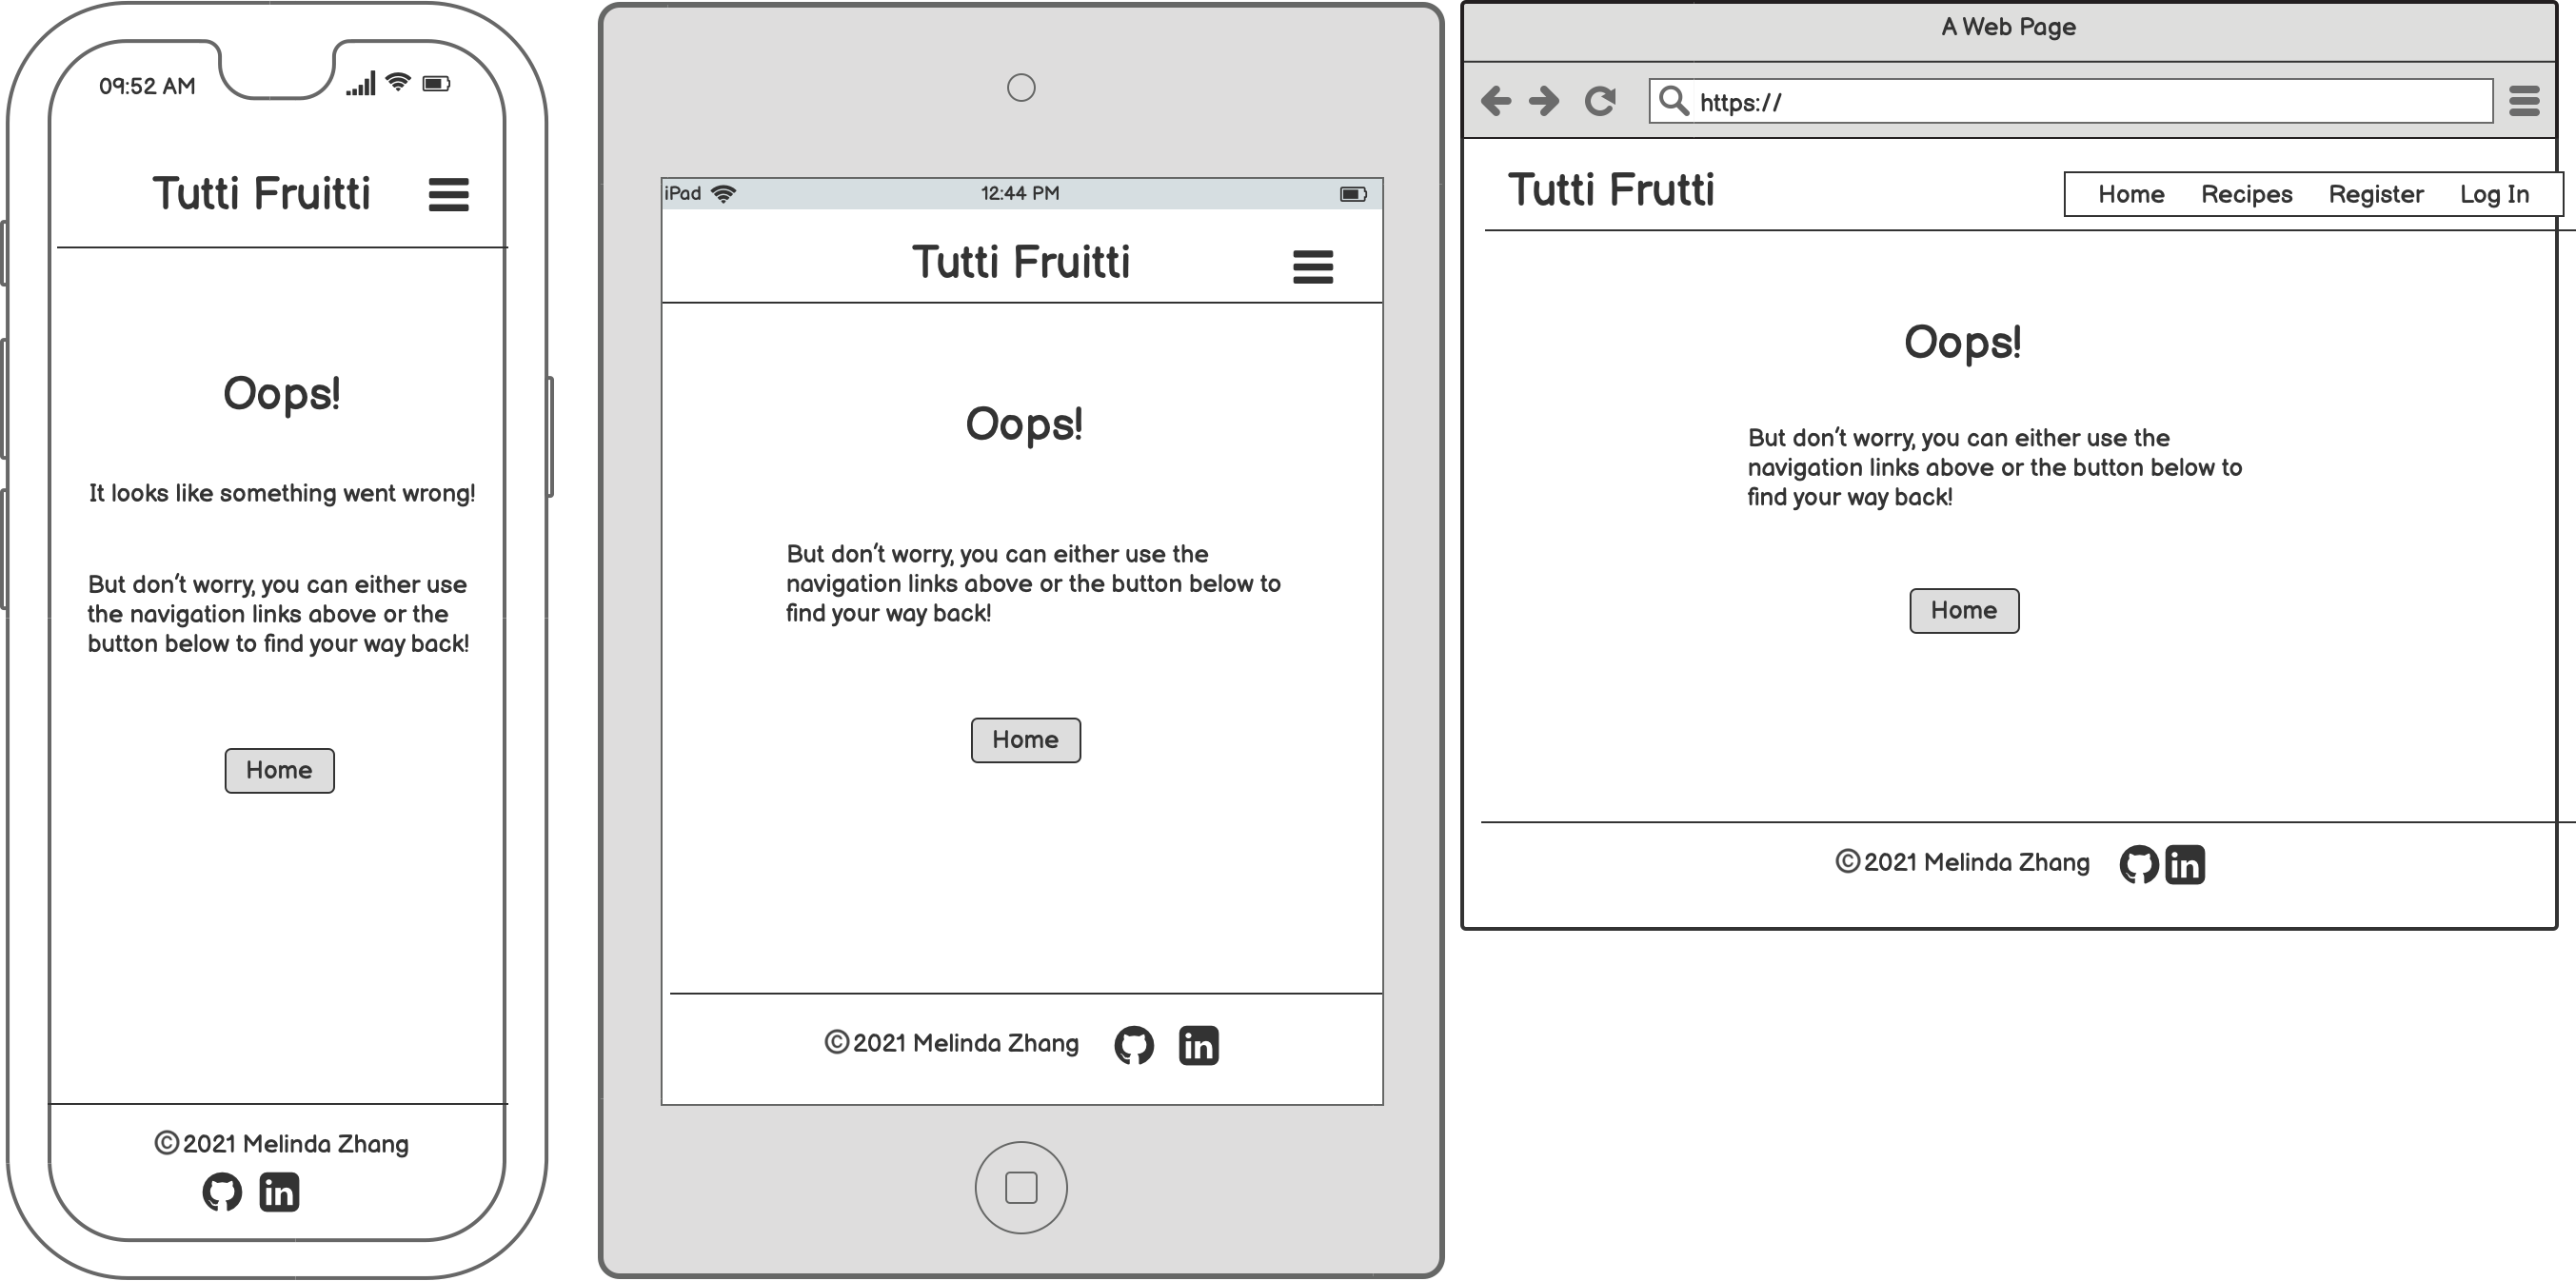 09:52 AM
Tutti Fruitti
Oops!
It looks like something went wrong!
But don't worry, you can either use
the navigation links above or the
button below to find your way back!
Home
©2021 Melinda Zhang
in
iPad
12:44 PM
Tutti Fruitti
Oops!
But don't worry, you can either use the
navigation links above or the button below to
find your way back!
Home
©2021 Melinda Zhang
in
A Web Page
https://
Tutti Frutti
Home Recipes Register Log In
Oops!
But don't worry, you can either use the
navigation links above or the button below to
find your way back!
Home
©2021 Melinda Zhang
in